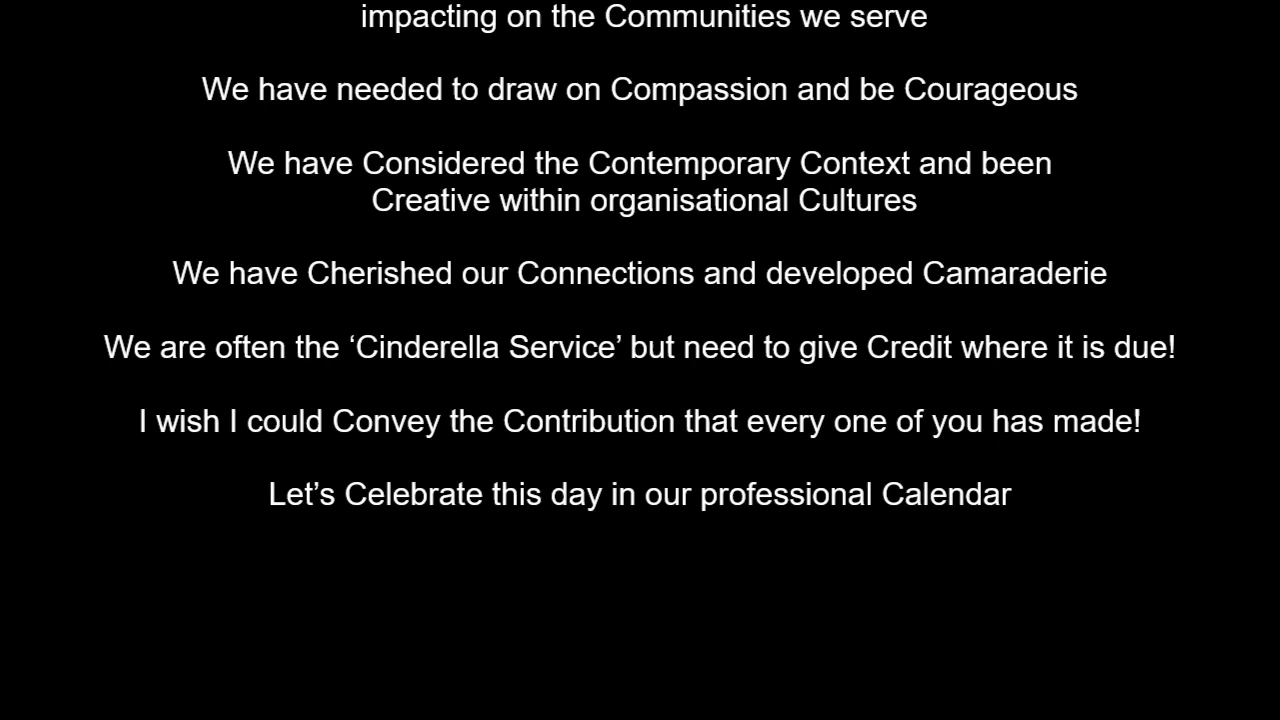 impacting on the Communities we serve
We have needed to draw on Compassion and be Courageous
We have Considered the Contemporary Context and been
Creative within organisational Cultures
We have Cherished our Connections and developed Camaraderie
We are often the ‘Cinderella Service’ but need to give Credit where it is due!
I wish I could Convey the Contribution that every one of you has made!
Let’s Celebrate this day in our professional Calendar